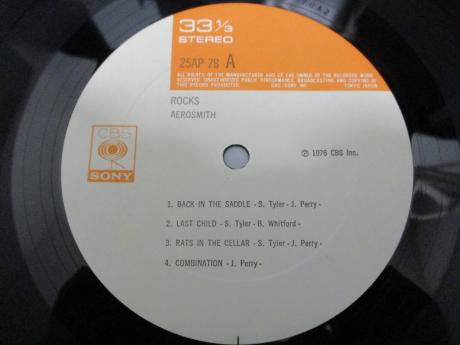 33 1/3
STEREO
25AP 78 A
ALL RIGHTS OF THE MANUFACTURER AND OF THE OWNER OF THE RECORDED WORK
RESERVED. UNAUTHORIZED PUBLIC PERFORMANCE, BROADCASTING AND COPYING OF
THIS RECORD PROHIBITED. CBS/SONY INC. TOKYO JAPAN
ROCKS
AEROSMITH
CBS
SONY
℗ 1976 CBS Inc.
1. BACK IN THE SADDLE - S. Tyler - J. Perry -
2. LAST CHILD - S. Tyler - B. Whitford -
3. RATS IN THE CELLAR - S. Tyler - J. Perry -
4. COMBINATION - J. Perry -